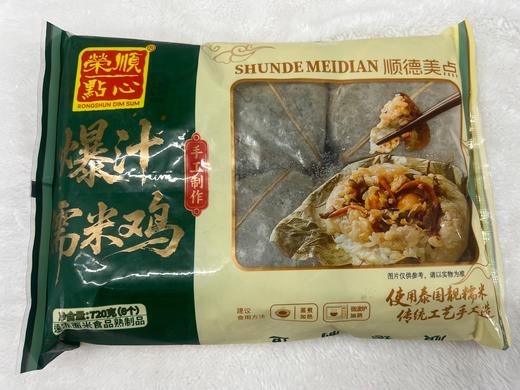 榮順
點心
®
RONGSHUN DIM SUM
SHUNDE MEIDIAN 顺德美点
爆汁
糯米鸡
手工制作
图片仅供参考，请以实物为准
使用泰国靓糯米
传统工艺手工造
净含量:720克(6个)
速冻面米食品熟制品
建议
食用方法
蒸煮
加热
微波炉
加热